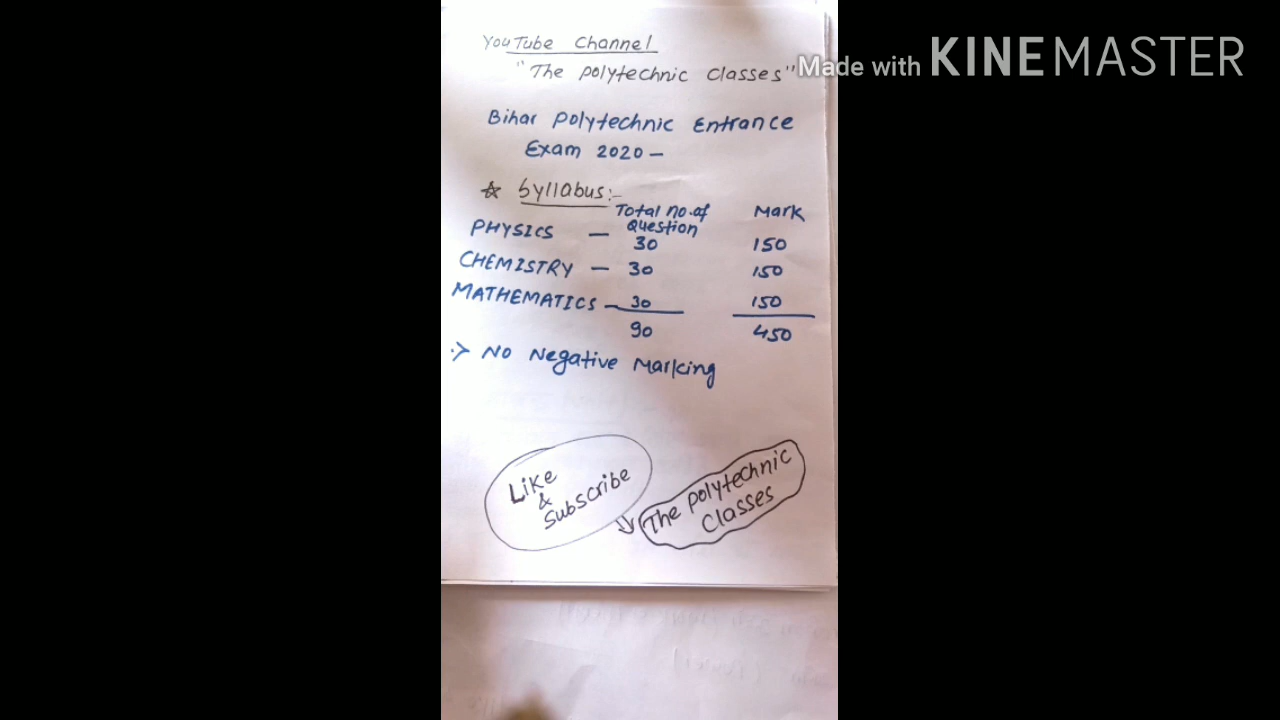 YouTube Channel
"The polytechnic classes"
Made with KINEMASTER
Bihar Polytechnic Entrance
Exam 2020 -
☆ Syllabus:-
Total no. of Question Mark
PHYSICS - 30 150
CHEMISTRY - 30 150
MATHEMATICS - 30 150
90 450
:> No Negative Marking
Like
&
Subscribe
The polytechnic
Classes